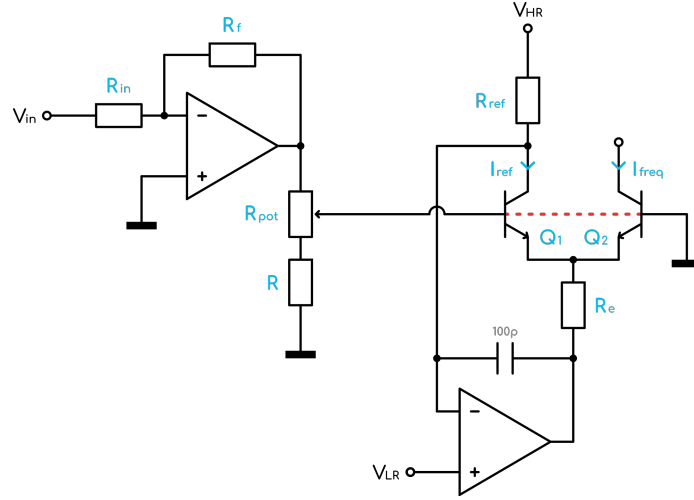 VHR
Rf
Rin
Rref
Vin
−
+
Iref
Ifreq
Rpot
Q1
Q2
R
Re
100p
−
VLR
+